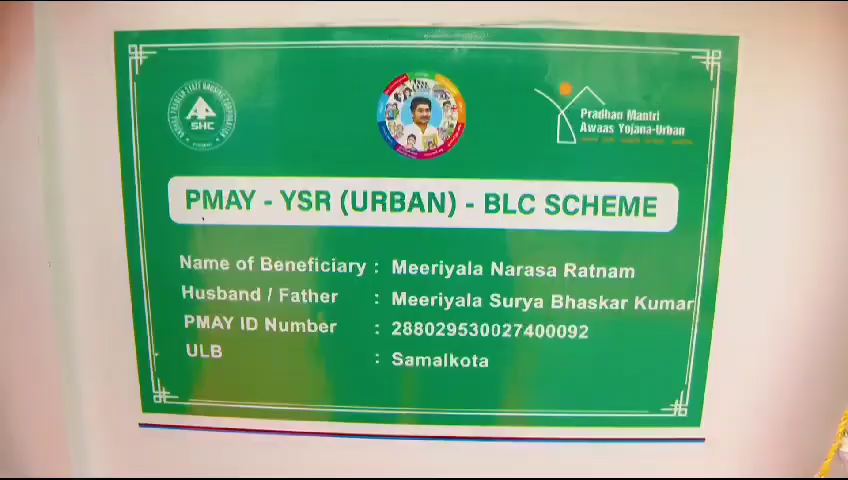 SHC
Pradhan Mantri
Awaas Yojana-Urban
PMAY - YSR (URBAN) - BLC SCHEME
Name of Beneficiary : Meeriyala Narasa Ratnam
Husband / Father : Meeriyala Surya Bhaskar Kumar
PMAY ID Number : 288029530027400092
ULB : Samalkota